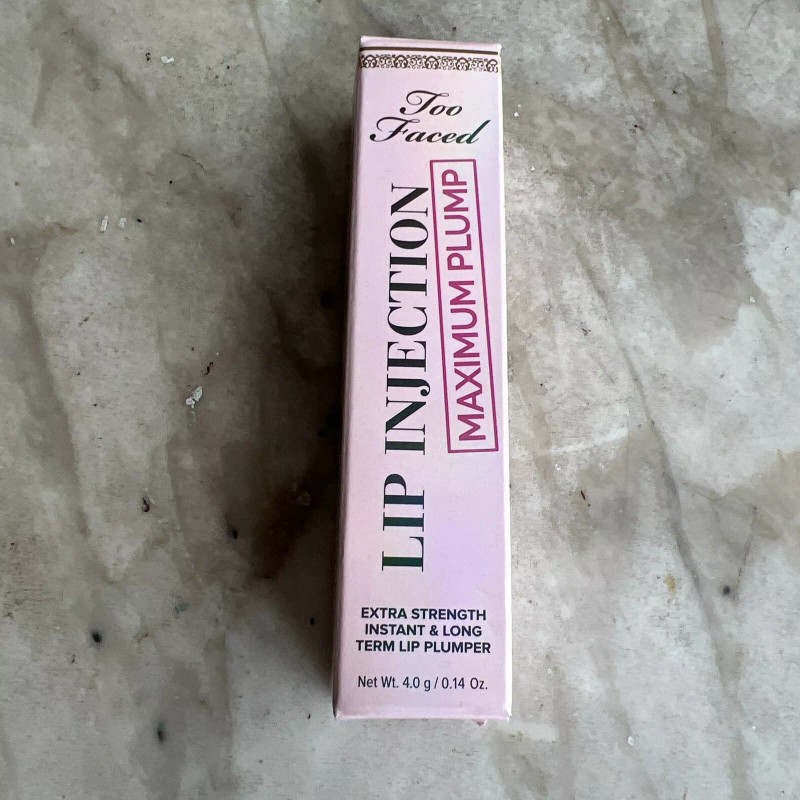 Too
Faced
LIP INJECTION
MAXIMUM PLUMP
EXTRA STRENGTH
INSTANT & LONG
TERM LIP PLUMPER
Net Wt. 4.0 g / 0.14 Oz.